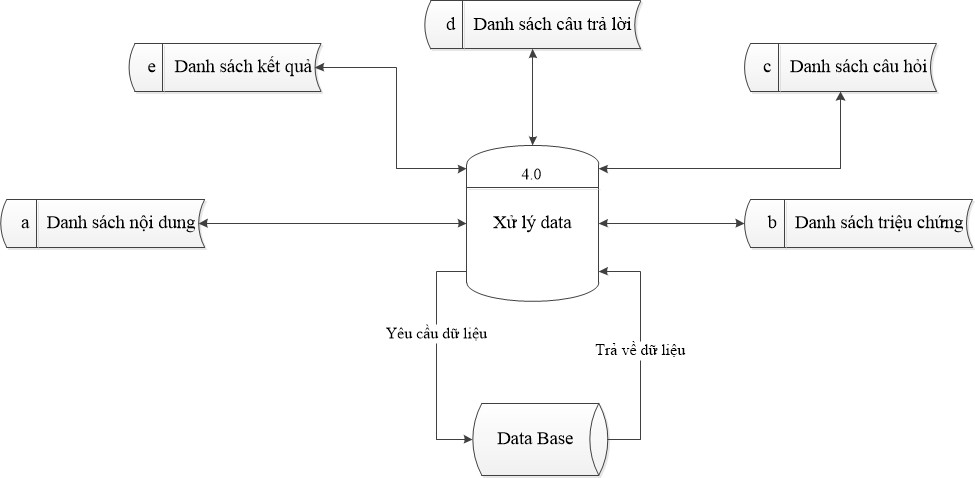 d Danh sách câu trả lời
e Danh sách kết quả
c Danh sách câu hỏi
4.0
a Danh sách nội dung
Xử lý data
b Danh sách triệu chứng
Yêu cầu dữ liệu
Trả về dữ liệu
Data Base